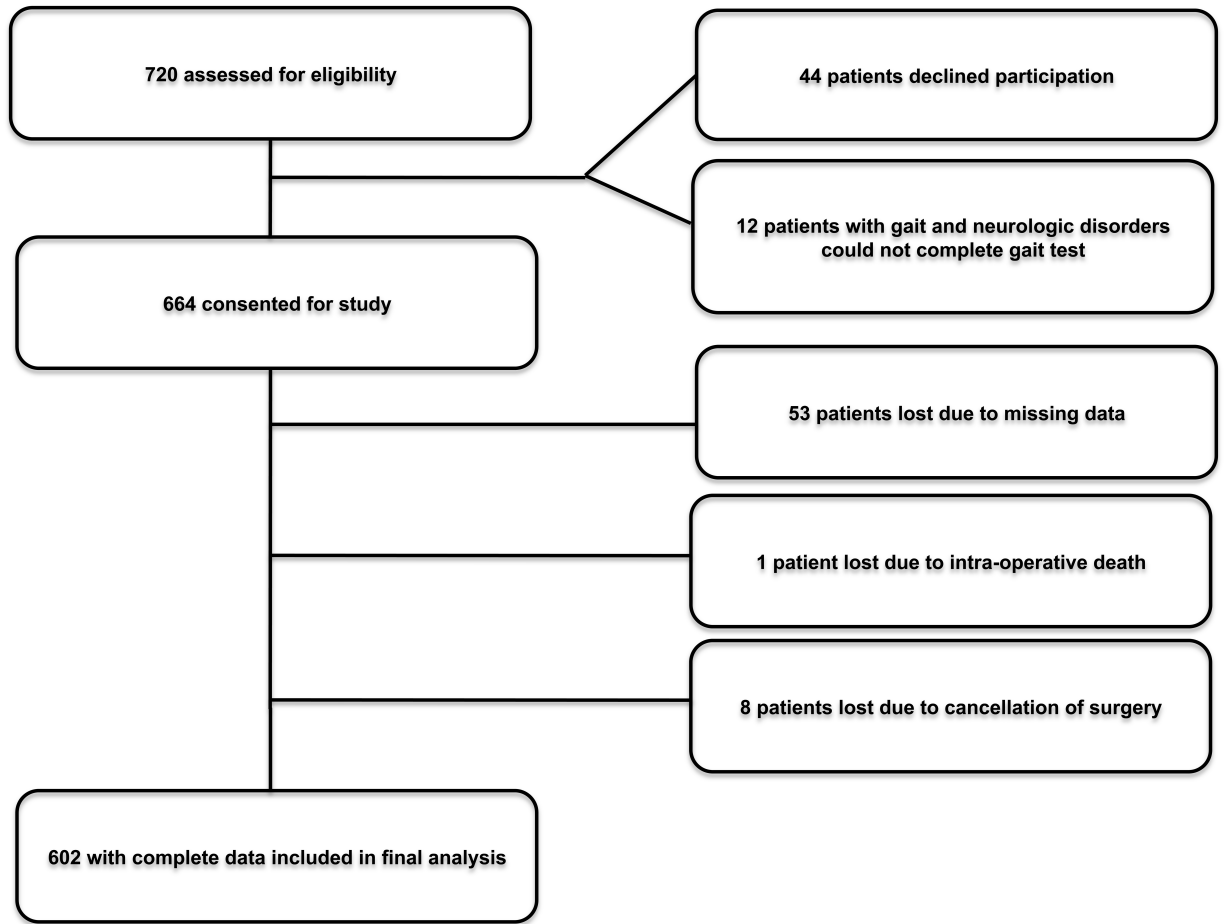 720 assessed for eligibility
44 patients declined participation
12 patients with gait and neurologic disorders
could not complete gait test
664 consented for study
53 patients lost due to missing data
1 patient lost due to intra-operative death
8 patients lost due to cancellation of surgery
602 with complete data included in final analysis